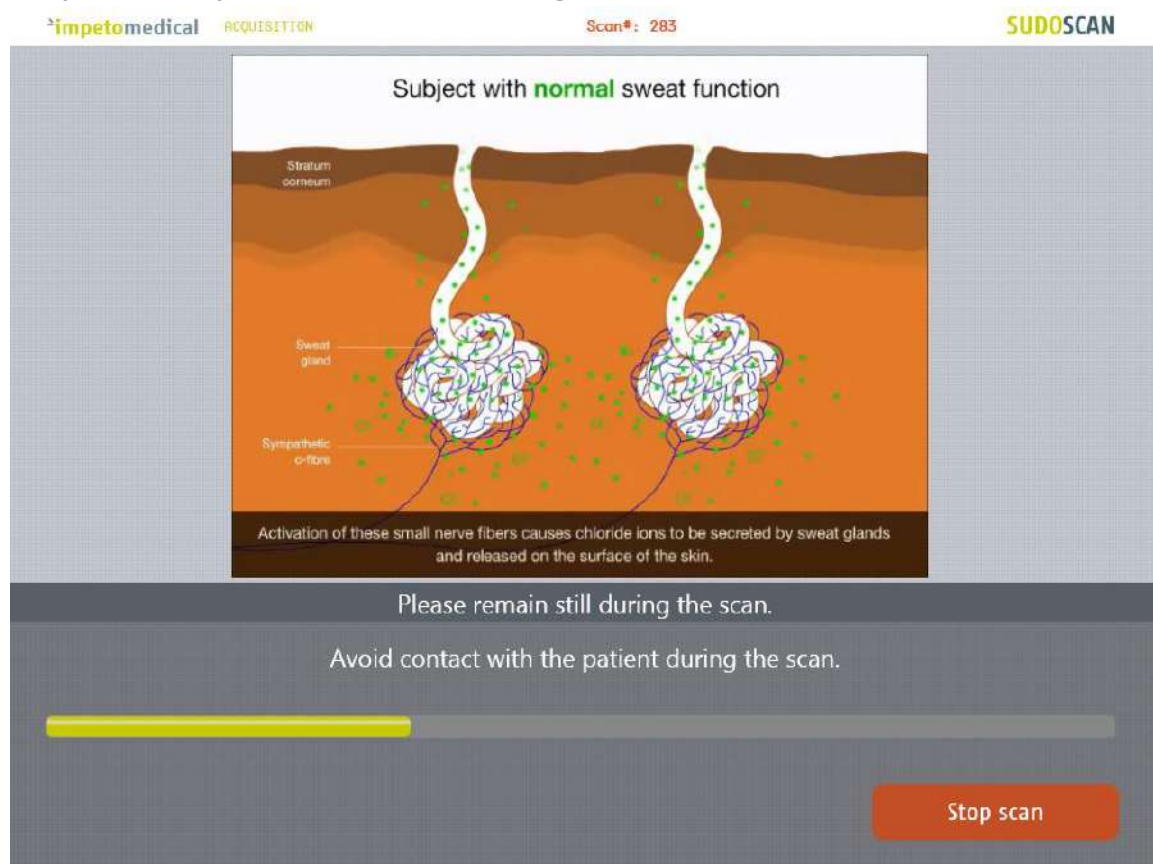 impetomedical ACQUISITION Scan#: 283 SUDOSCAN
Subject with normal sweat function
Stratum
corneum
Sweat
gland
Sympathetic
c-fibre
Activation of these small nerve fibers causes chloride ions to be secreted by sweat glands
and released on the surface of the skin.
Please remain still during the scan.
Avoid contact with the patient during the scan.
Stop scan